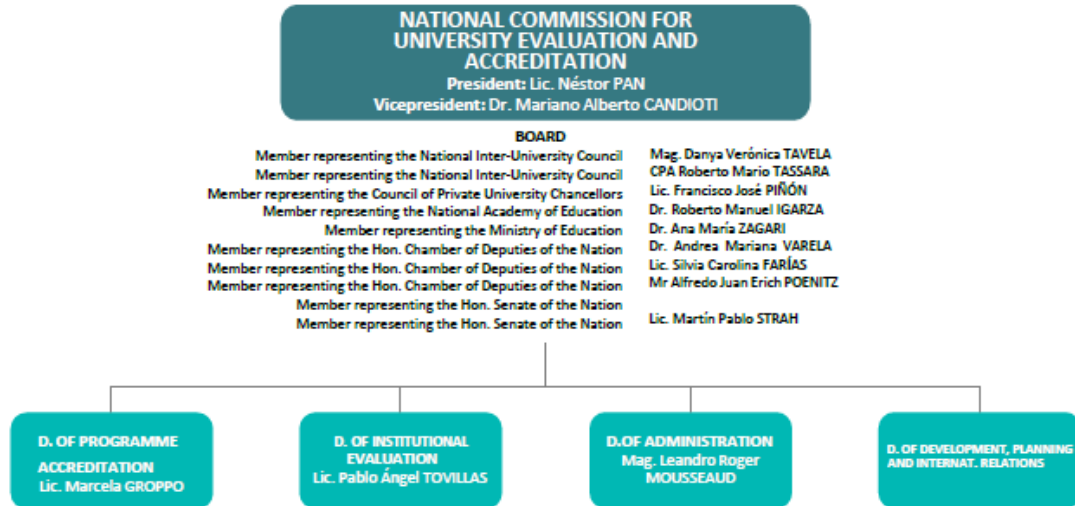 NATIONAL COMMISSION FOR
UNIVERSITY EVALUATION AND
ACCREDITATION
President: Lic. Néstor PAN
Vicepresident: Dr. Mariano Alberto CANDIOTI
BOARD
Member representing the National Inter-University Council Mag. Danya Verónica TAVELA
Member representing the National Inter-University Council CPA Roberto Mario TASSARA
Member representing the Council of Private University Chancellors Lic. Francisco José PIÑÓN
Member representing the National Academy of Education Dr. Roberto Manuel IGARZA
Member representing the Ministry of Education Dr. Ana María ZAGARI
Member representing the Hon. Chamber of Deputies of the Nation Dr. Andrea Mariana VARELA
Member representing the Hon. Chamber of Deputies of the Nation Lic. Silvia Carolina FARÍAS
Member representing the Hon. Chamber of Deputies of the Nation Mr Alfredo Juan Erich POENITZ
Member representing the Hon. Senate of the Nation
Member representing the Hon. Senate of the Nation Lic. Martín Pablo STRAH
D. OF PROGRAMME
ACCREDITATION
Lic. Marcela GROPPO
D. OF INSTITUTIONAL
EVALUATION
Lic. Pablo Ángel TOVILLAS
D.OF ADMINISTRATION
Mag. Leandro Roger
MOUSSEAUD
D. OF DEVELOPMENT, PLANNING
AND INTERNAT. RELATIONS